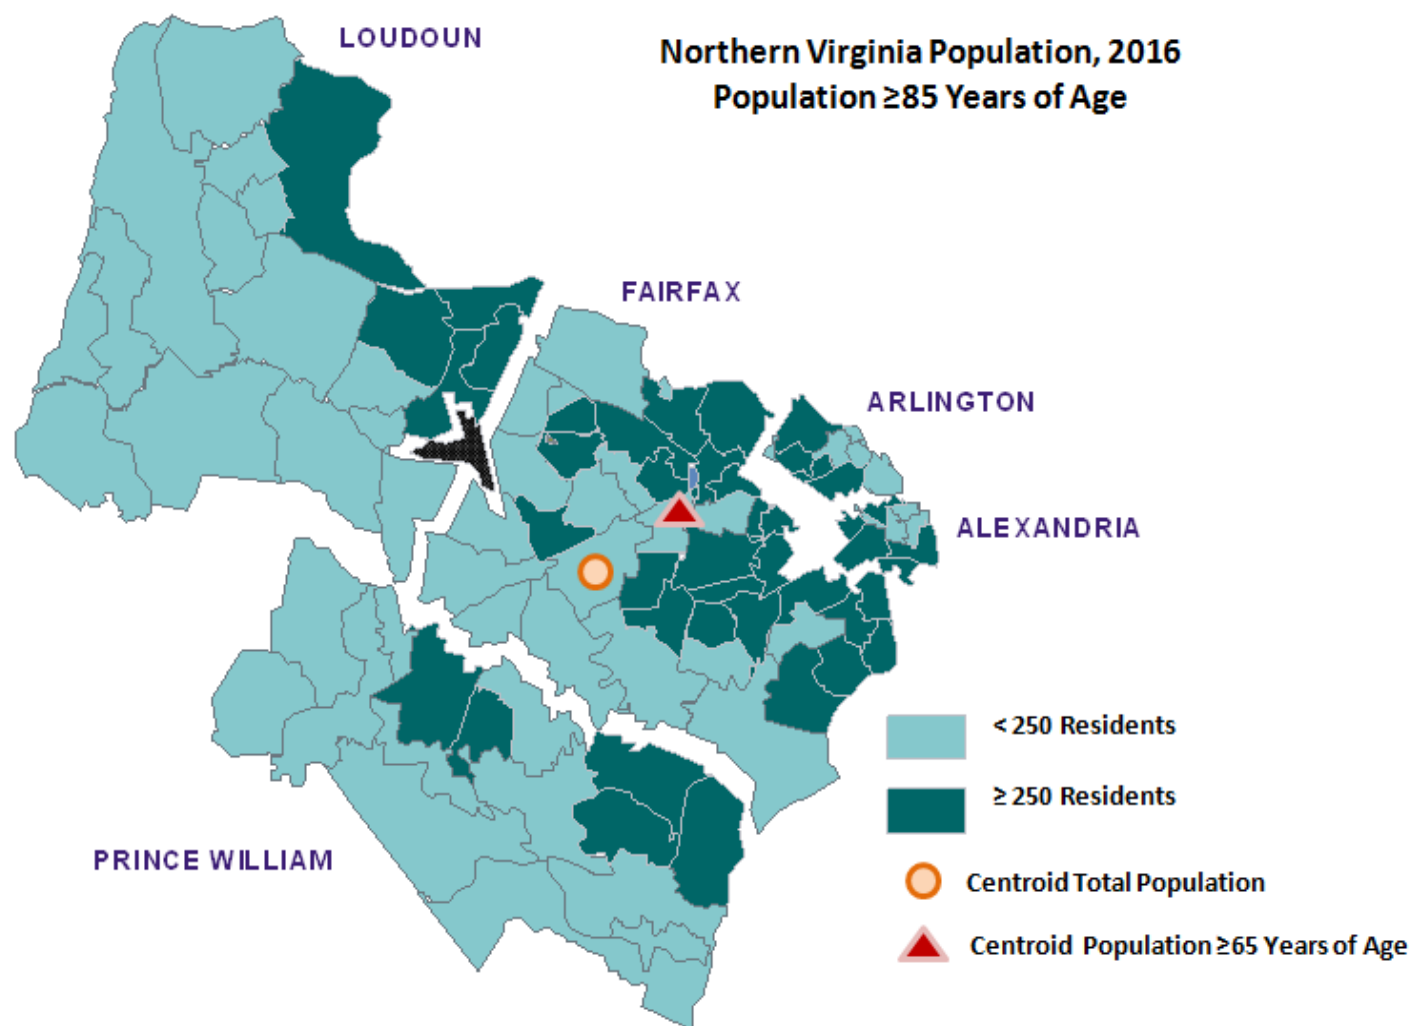 LOUDOUN
Northern Virginia Population, 2016
Population ≥85 Years of Age
FAIRFAX
ARLINGTON
ALEXANDRIA
< 250 Residents
≥ 250 Residents
PRINCE WILLIAM
Centroid Total Population
Centroid Population ≥65 Years of Age